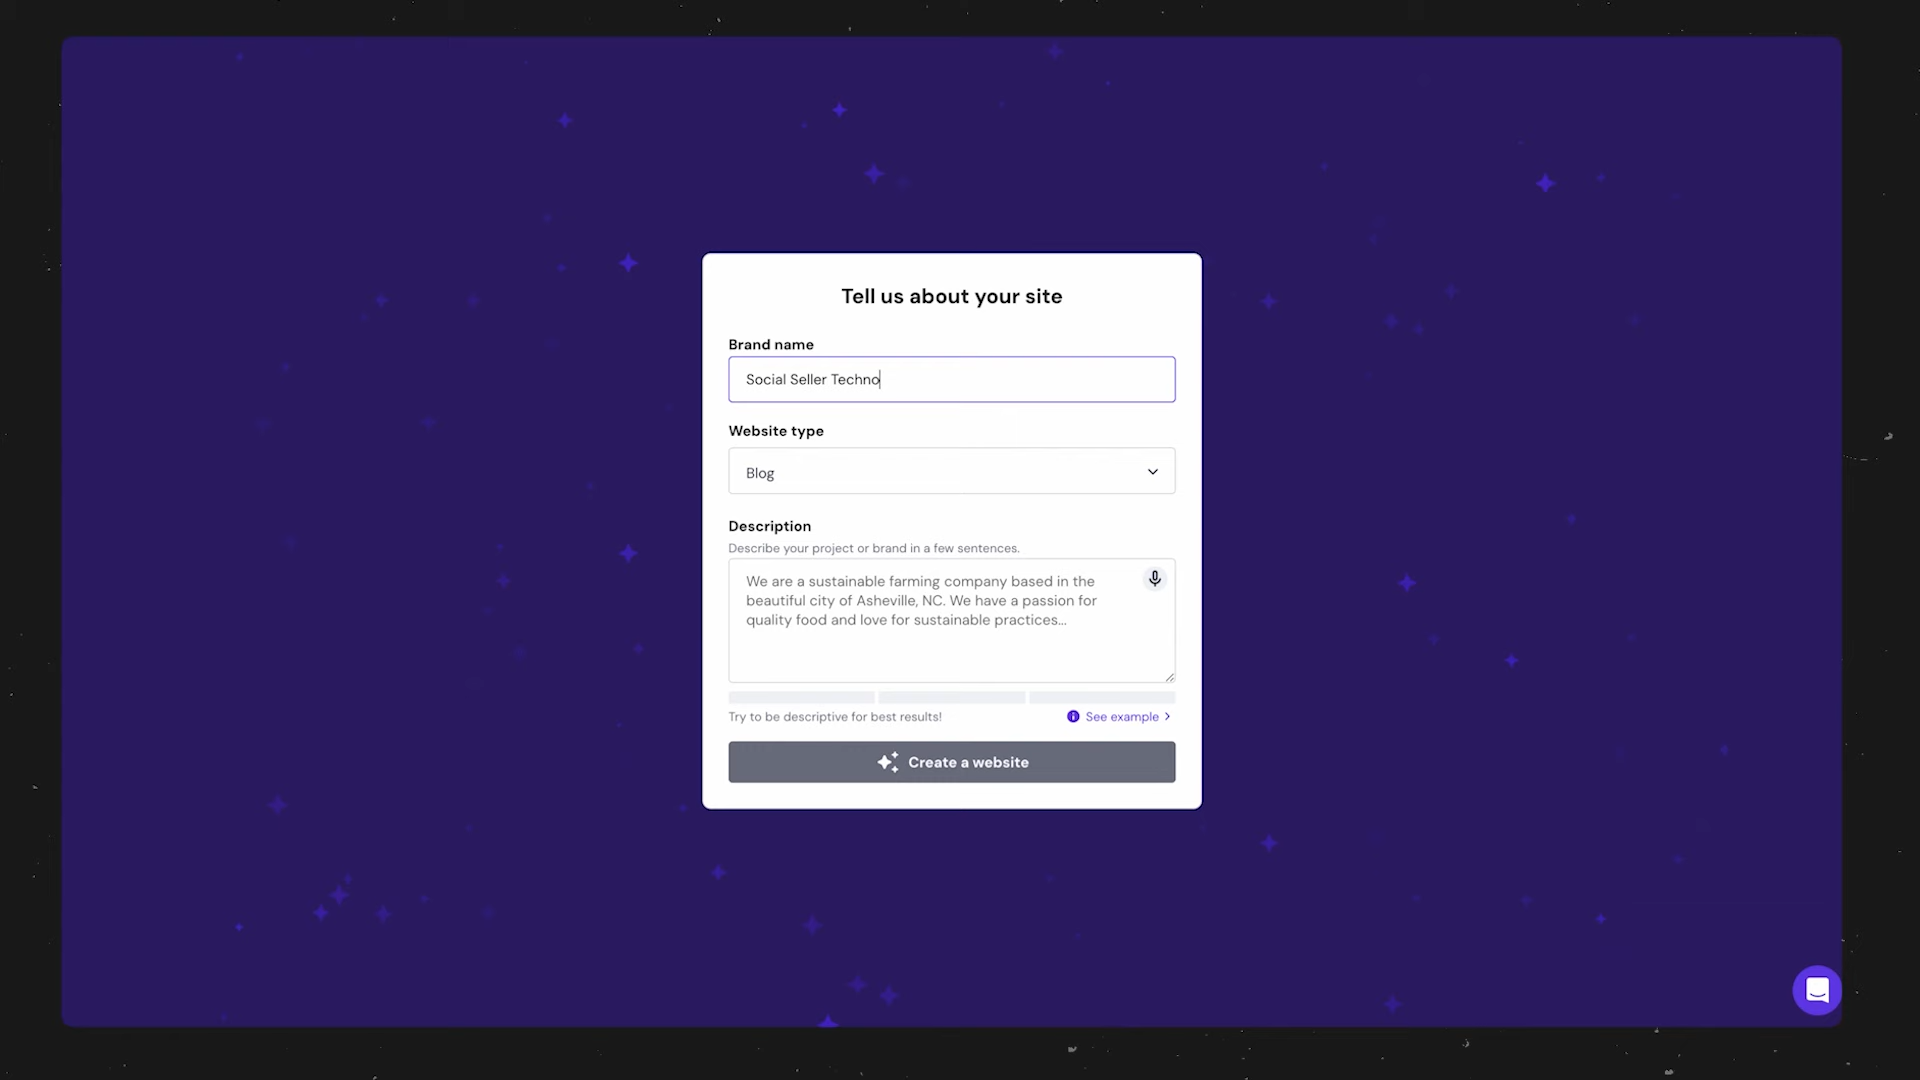 Tell us about your site
Brand name
Social Seller Techno
Website type
Blog
Description
Describe your project or brand in a few sentences.
We are a sustainable farming company based in the
beautiful city of Asheville, NC. We have a passion for
quality food and love for sustainable practices...
Try to be descriptive for best results!
See example
Create a website